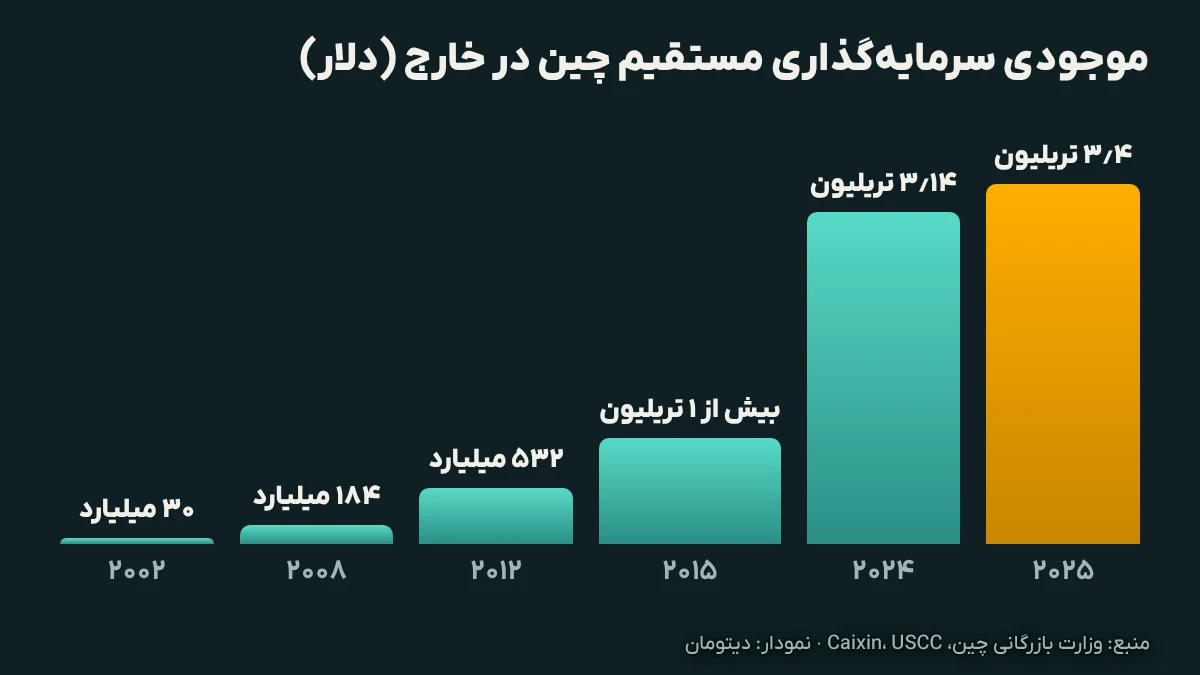 موجودی سرمایه‌گذاری مستقیم چین در خارج (دلار)
۳٫۴ تریلیون
۳٫۱۴ تریلیون
بیش از ۱ تریلیون
۵۳۲ میلیارد
۱۸۴ میلیارد
۳۰ میلیارد
۲۰۲۵
۲۰۲۴
۲۰۱۵
۲۰۱۲
۲۰۰۸
۲۰۰۲
منبع: وزارت بازرگانی چین، Caixin، USCC · نمودار: دیتومان